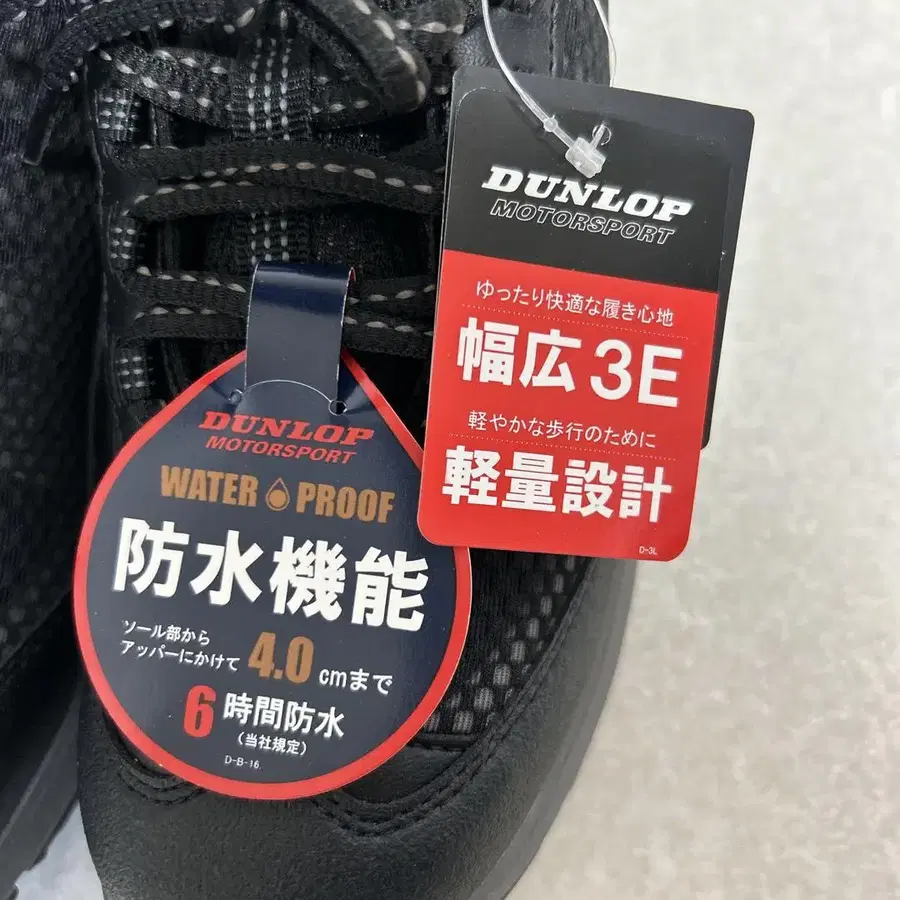 DUNLOP
MOTORSPORT
ゆったり快適な履き心地
幅広3E
軽やかな歩行のために
軽量設計
D-3L
DUNLOP
MOTORSPORT
WATER PROOF
防水機能
ソール部から
アッパーにかけて 4.0 cmまで
6時間防水
(当社規定)
D-B-16